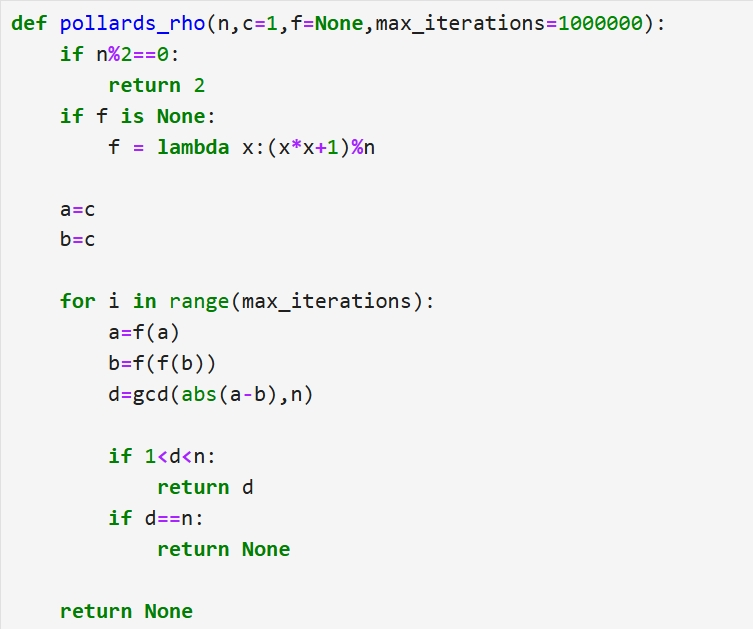 def pollards_rho(n,c=1,f=None,max_iterations=1000000):
    if n%2==0:
        return 2
    if f is None:
        f = lambda x:(x*x+1)%n

    a=c
    b=c

    for i in range(max_iterations):
        a=f(a)
        b=f(f(b))
        d=gcd(abs(a-b),n)

        if 1<d<n:
            return d
        if d==n:
            return None

    return None